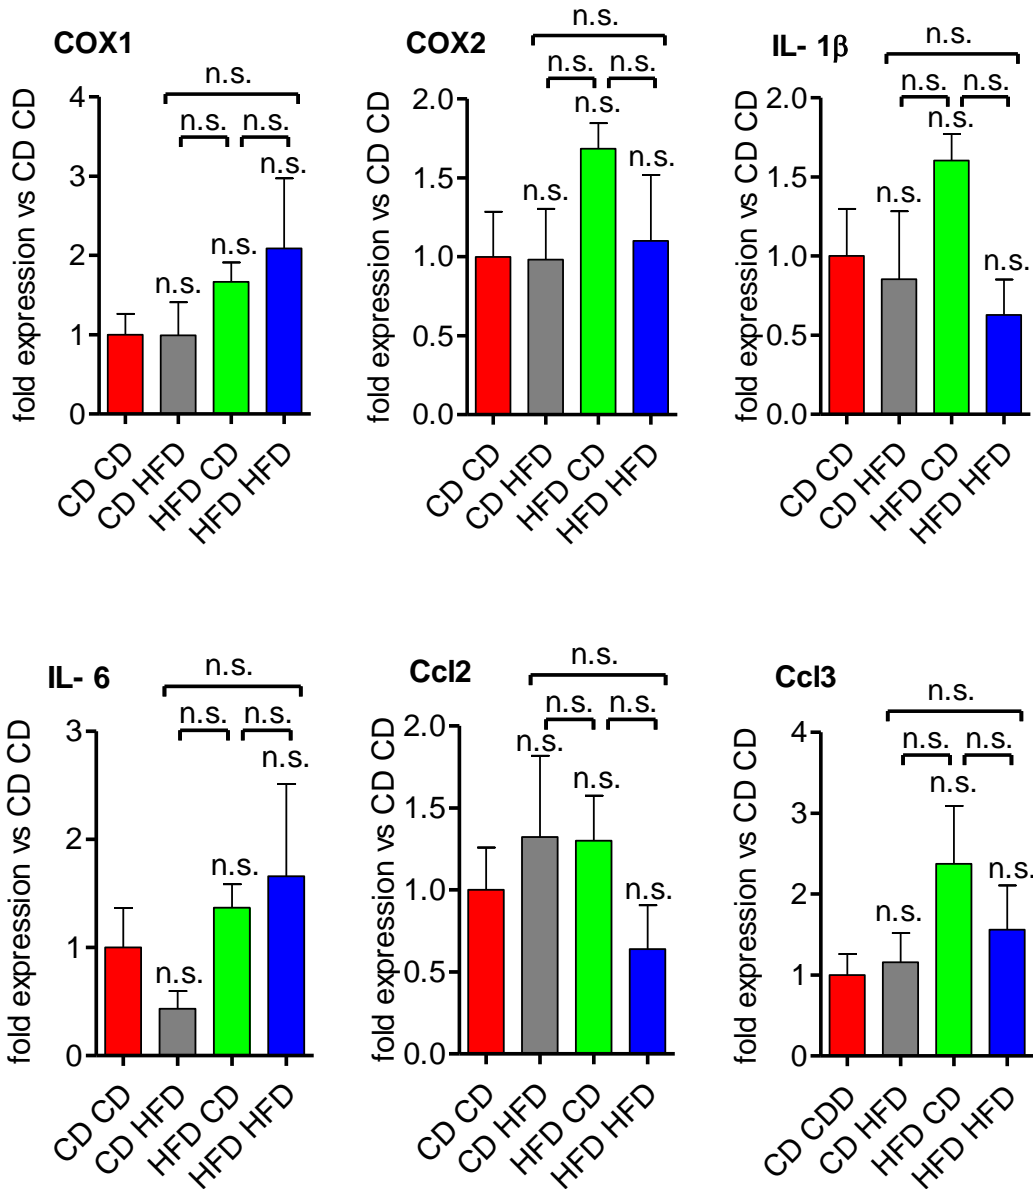 COX1
n.s.
n.s. n.s.
n.s.
n.s.
n.s.
fold expression vs CD CD
4
3
2
1
0
CD CD
CD HFD
HFD CD
HFD HFD
COX2
n.s.
n.s. n.s.
n.s.
n.s.
n.s.
fold expression vs CD CD
2.0
1.5
1.0
0.5
0.0
CD CD
CD HFD
HFD CD
HFD HFD
IL- 1β
n.s.
n.s. n.s.
n.s.
n.s.
n.s.
fold expression vs CD CD
2.0
1.5
1.0
0.5
0.0
CD CD
CD HFD
HFD CD
HFD HFD
IL- 6
n.s.
n.s. n.s.
n.s.
n.s.
n.s.
fold expression vs CD CD
3
2
1
0
CD CD
CD HFD
HFD CD
HFD HFD
Ccl2
n.s.
n.s. n.s.
n.s.
n.s.
n.s.
fold expression vs CD CD
2.0
1.5
1.0
0.5
0.0
CD CD
CD HFD
HFD CD
HFD HFD
Ccl3
n.s.
n.s. n.s.
n.s.
n.s.
n.s.
fold expression vs CD CD
4
3
2
1
0
CD CDD
CD HFD
HFD CD
HFD HFD